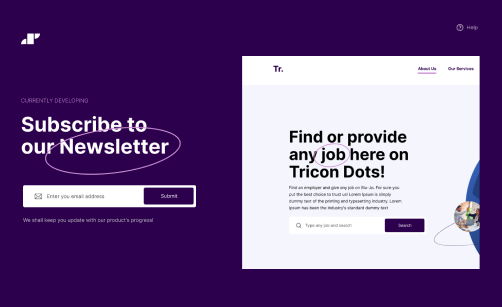 Help
CURRENTLY DEVELOPING
Subscribe to
our Newsletter
Enter you email address
Submit
We shall keep you update with our product's progress!
Tr.
About Us
Our Services
Find or provide
any job here on
Tricon Dots!
Find an employer and give any job on Ria-Jo. For sure you
put the best choice to trust us! Lorem Ipsum is simply
dummy text of the printing and typesetting industry. Lorem
Ipsum has been the industry's standard dummy text
Type any job and search
Search